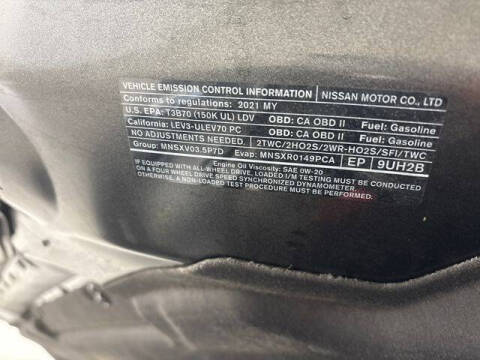 VEHICLE EMISSION CONTROL INFORMATION | NISSAN MOTOR CO., LTD
Conforms to regulations: 2021 MY
U.S. EPA: T3B70 (150K UL) LDV OBD: CA OBD II Fuel: Gasoline
California: LEV3-ULEV70 PC OBD: CA OBD II Fuel: Gasoline
NO ADJUSTMENTS NEEDED. 2TWC/2HO2S/2WR-HO2S/SFI/TWC
Group: MNSXV03.5P7D Evap: MNSXR0149PCA EP 9UH2B
Engine Oil Viscosity: SAE 0W-20
IF EQUIPPED WITH ALL-WHEEL DRIVE, LOADED I/M TESTING MUST BE CONDUCTED
ON A FOUR WHEEL DRIVE SPEED SYNCHRONIZED DYNAMOMETER.
ALTERNATIVELY, A NON-LOADED TEST PROCEDURE MUST BE PERFORMED.